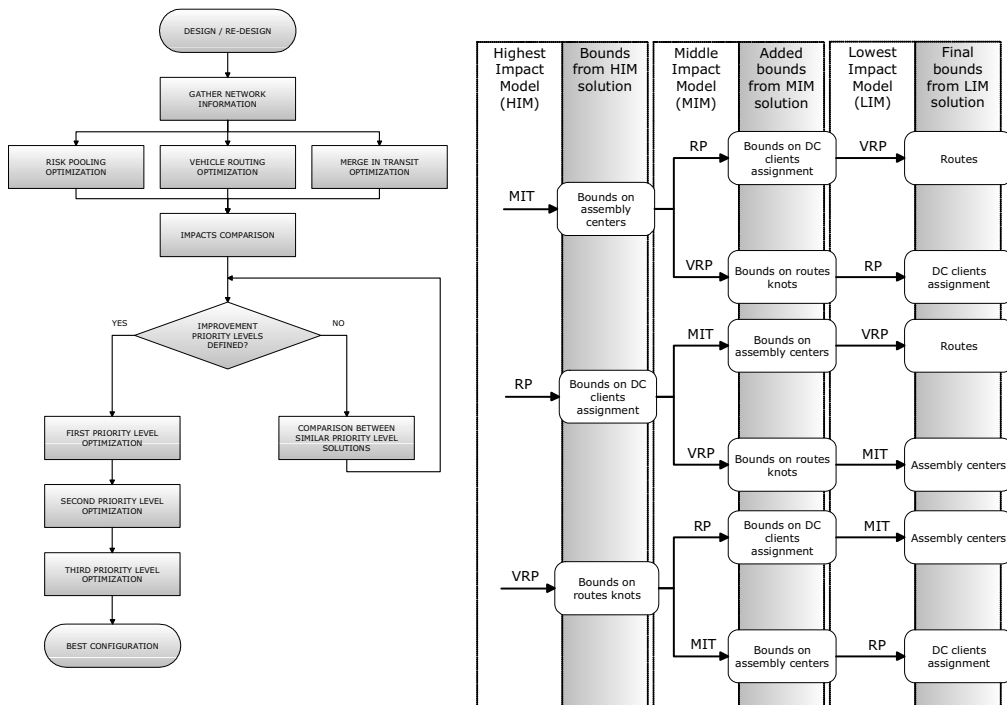 DESIGN / RE-DESIGN
GATHER NETWORK
INFORMATION
RISK POOLING
OPTIMIZATION
VEHICLE ROUTING
OPTIMIZATION
MERGE IN TRANSIT
OPTIMIZATION
IMPACTS COMPARISON
YES
IMPROVEMENT
PRIORITY LEVELS
DEFINED?
NO
FIRST PRIORITY LEVEL
OPTIMIZATION
COMPARISON BETWEEN
SIMILAR PRIORITY LEVEL
SOLUTIONS
SECOND PRIORITY LEVEL
OPTIMIZATION
THIRD PRIORITY LEVEL
OPTIMIZATION
BEST CONFIGURATION
Highest
Impact
Model
(HIM)
Bounds
from HIM
solution
Middle
Impact
Model
(MIM)
Added
bounds
from MIM
solution
Lowest
Impact
Model
(LIM)
Final
bounds
from LIM
solution
MIT
Bounds on
assembly
centers
RP
Bounds on DC
clients
assignment
VRP
Routes
VRP
Bounds on routes
knots
RP
DC clients
assignment
RP
Bounds on DC
clients
assignment
MIT
Bounds on
assembly centers
VRP
Routes
VRP
Bounds on routes
knots
MIT
Assembly centers
VRP
Bounds on
routes knots
RP
Bounds on DC
clients
assignment
MIT
Assembly centers
MIT
Bounds on
assembly centers
RP
DC clients
assignment